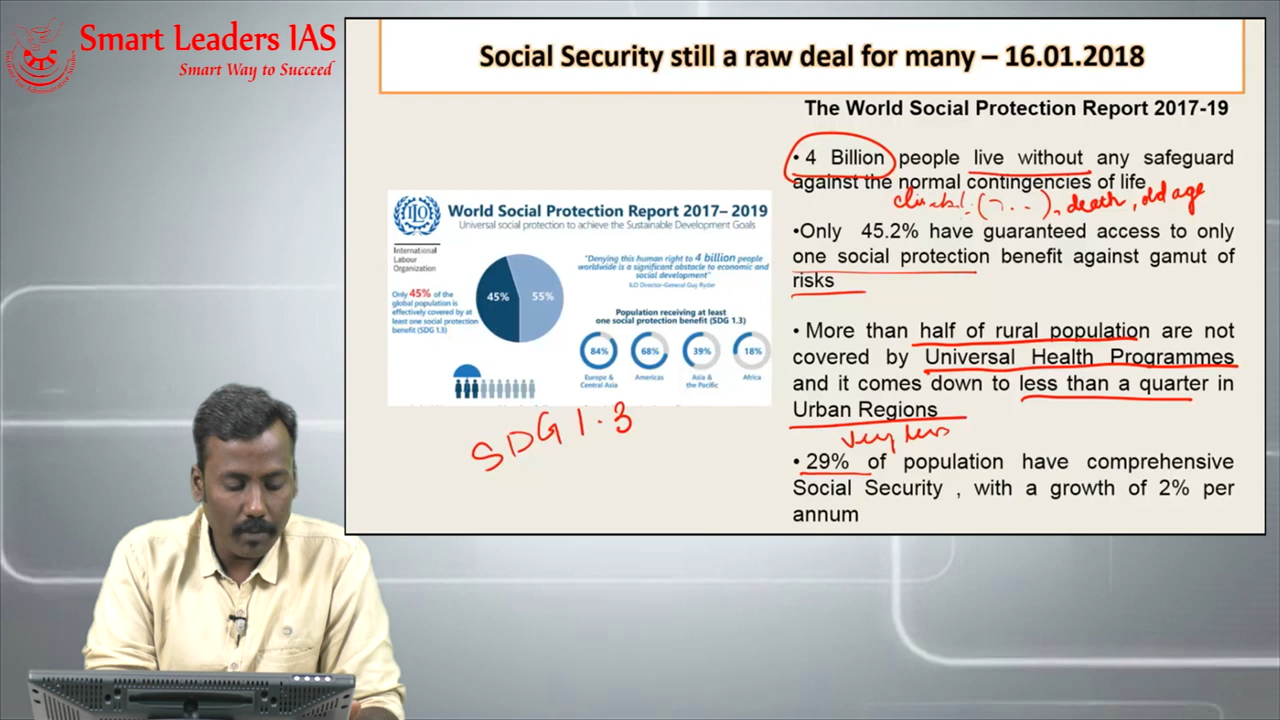 Smart Leaders IAS
Smart Way to Succeed
Social Security still a raw deal for many – 16.01.2018
The World Social Protection Report 2017-19
• 4 Billion people live without any safeguard
against the normal contingencies of life
death, old age
•Only 45.2% have guaranteed access to only
one social protection benefit against gamut of
risks
• More than half of rural population are not
covered by Universal Health Programmes
and it comes down to less than a quarter in
Urban Regions
very less
• 29% of population have comprehensive
Social Security , with a growth of 2% per
annum
ILO
International
Labour
Organization
World Social Protection Report 2017– 2019
Universal social protection to achieve the Sustainable Development Goals
Only 45% of the
global population is
effectively covered by at
least one social protection
benefit (SDG 1.3)
45%
55%
"Denying this human right to 4 billion people
worldwide is a significant obstacle to economic and
social development"
ILO Director-General Guy Ryder
Population receiving at least
one social protection benefit (SDG 1.3)
84% 68% 39% 18%
Europe &
Central Asia
Americas
Asia &
the Pacific
Africa
SDG 1.3